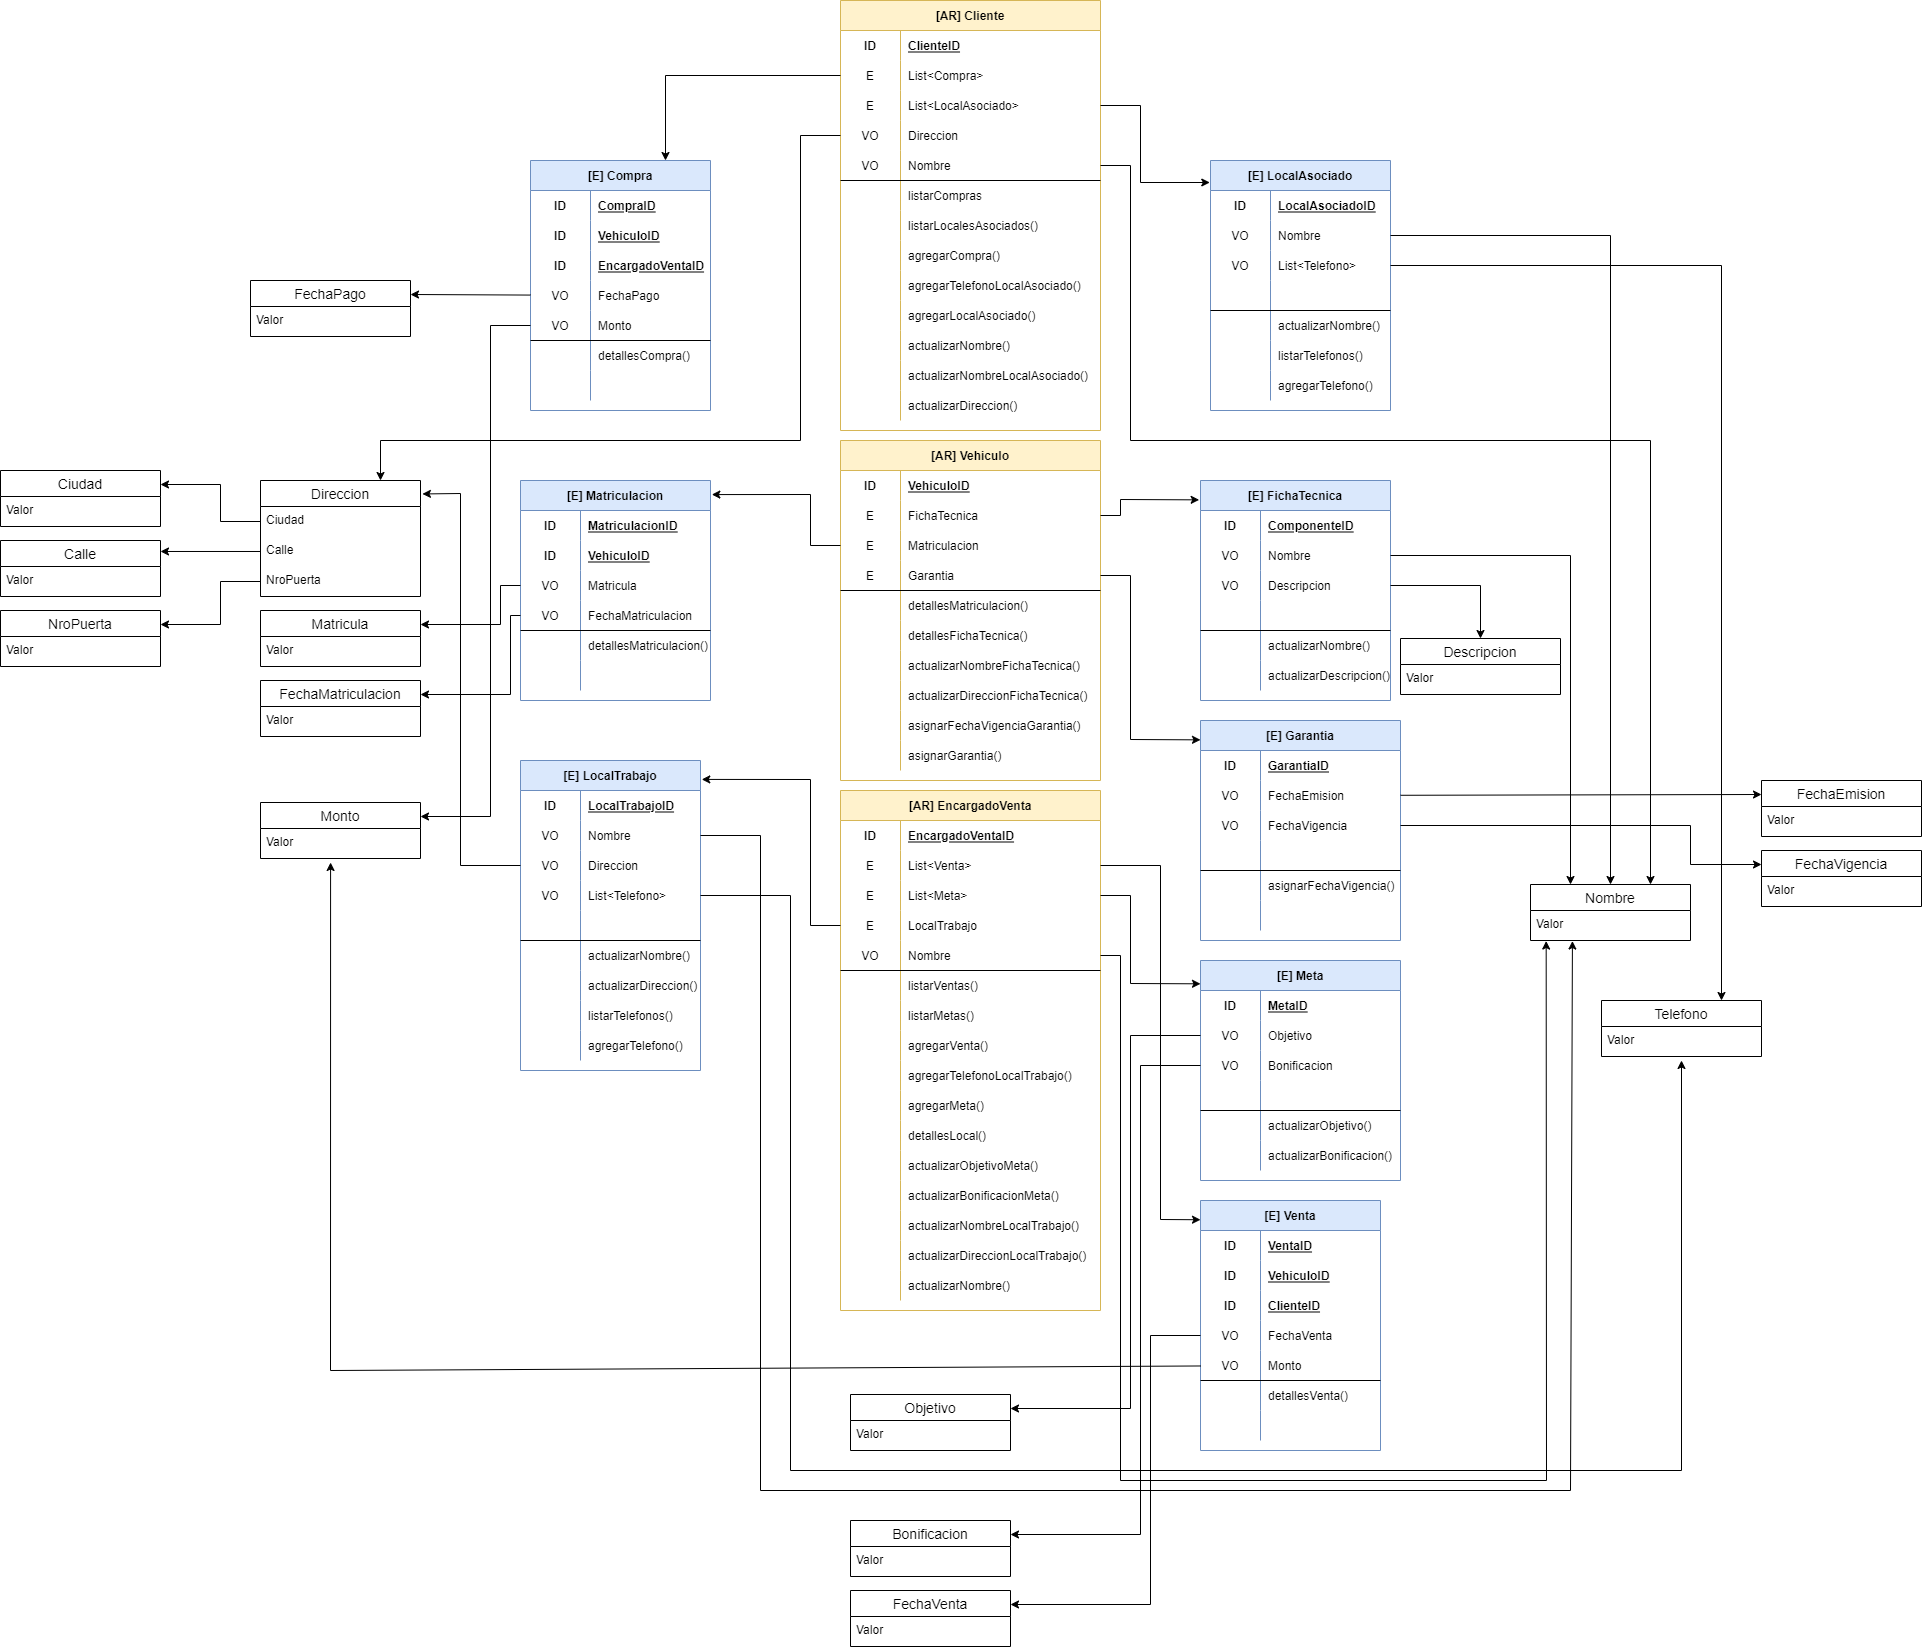 [AR] Cliente
ID ClienteID
E List<Compra>
E List<LocalAsociado>
VO Direccion
VO Nombre
listarCompras
listarLocalesAsociados()
agregarCompra()
agregarTelefonoLocalAsociado()
agregarLocalAsociado()
actualizarNombre()
actualizarNombreLocalAsociado()
actualizarDireccion()
[E] Compra
ID CompraID
ID VehiculoID
ID EncargadoVentaID
VO FechaPago
VO Monto
detallesCompra()
[E] LocalAsociado
ID LocalAsociadoID
VO Nombre
VO List<Telefono>
actualizarNombre()
listarTelefonos()
agregarTelefono()
FechaPago
Valor
Ciudad
Valor
Calle
Valor
NroPuerta
Valor
Direccion
Ciudad
Calle
NroPuerta
Matricula
Valor
FechaMatriculacion
Valor
[E] Matriculacion
ID MatriculacionID
ID VehiculoID
VO Matricula
VO FechaMatriculacion
detallesMatriculacion()
[AR] Vehiculo
ID VehiculoID
E FichaTecnica
E Matriculacion
E Garantia
detallesMatriculacion()
detallesFichaTecnica()
actualizarNombreFichaTecnica()
actualizarDireccionFichaTecnica()
asignarFechaVigenciaGarantia()
asignarGarantia()
[E] FichaTecnica
ID ComponenteID
VO Nombre
VO Descripcion
actualizarNombre()
actualizarDescripcion()
Descripcion
Valor
[E] Garantia
ID GarantiaID
VO FechaEmision
VO FechaVigencia
asignarFechaVigencia()
FechaEmision
Valor
FechaVigencia
Valor
Monto
Valor
[E] LocalTrabajo
ID LocalTrabajoID
VO Nombre
VO Direccion
VO List<Telefono>
actualizarNombre()
actualizarDireccion()
listarTelefonos()
agregarTelefono()
[AR] EncargadoVenta
ID EncargadoVentaID
E List<Venta>
E List<Meta>
E LocalTrabajo
VO Nombre
listarVentas()
listarMetas()
agregarVenta()
agregarTelefonoLocalTrabajo()
agregarMeta()
detallesLocal()
actualizarObjetivoMeta()
actualizarBonificacionMeta()
actualizarNombreLocalTrabajo()
actualizarDireccionLocalTrabajo()
actualizarNombre()
Nombre
Valor
[E] Meta
ID MetaID
VO Objetivo
VO Bonificacion
actualizarObjetivo()
actualizarBonificacion()
Telefono
Valor
[E] Venta
ID VentaID
ID VehiculoID
ID ClienteID
VO FechaVenta
VO Monto
detallesVenta()
Objetivo
Valor
Bonificacion
Valor
FechaVenta
Valor